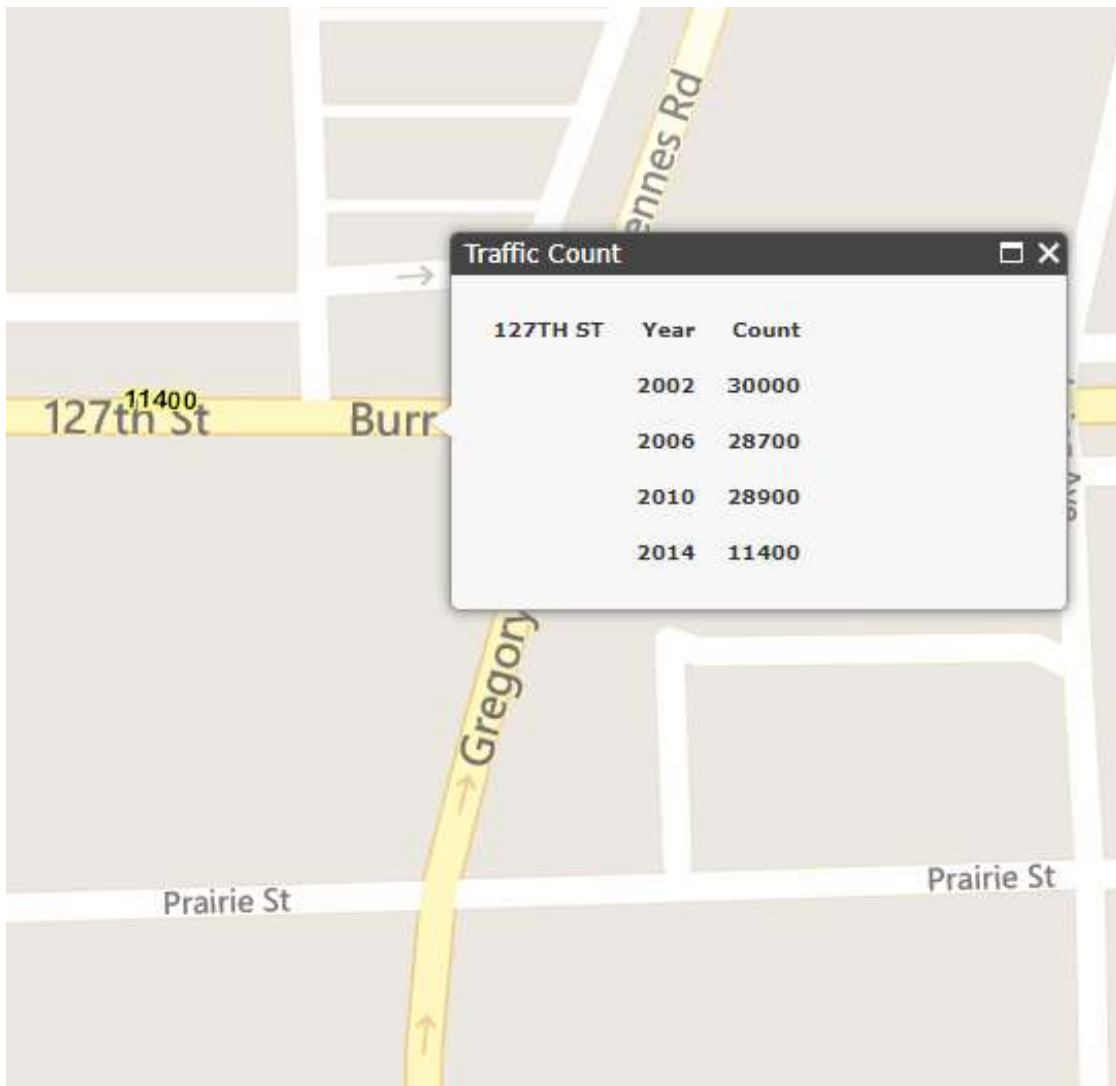 ennes Rd
Traffic Count
127TH ST Year Count
2002 30000
2006 28700
2010 28900
2014 11400
11400
127th St
Burr
Gregory
Prairie St
Prairie St